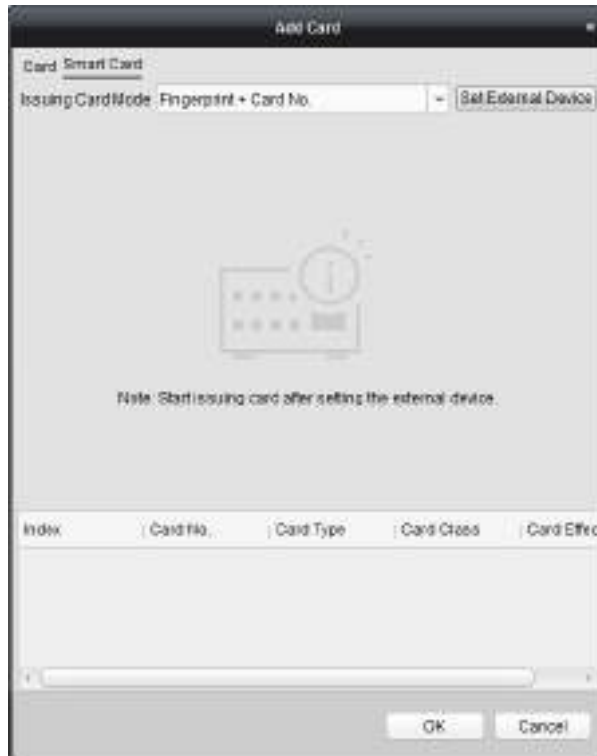 Add Card
Card Smart Card
Issuing Card Mode Fingerprint + Card No. Set External Device
Note: Start issuing card after setting the external device.
Index Card No. Card Type Card Class Card Effec
OK Cancel